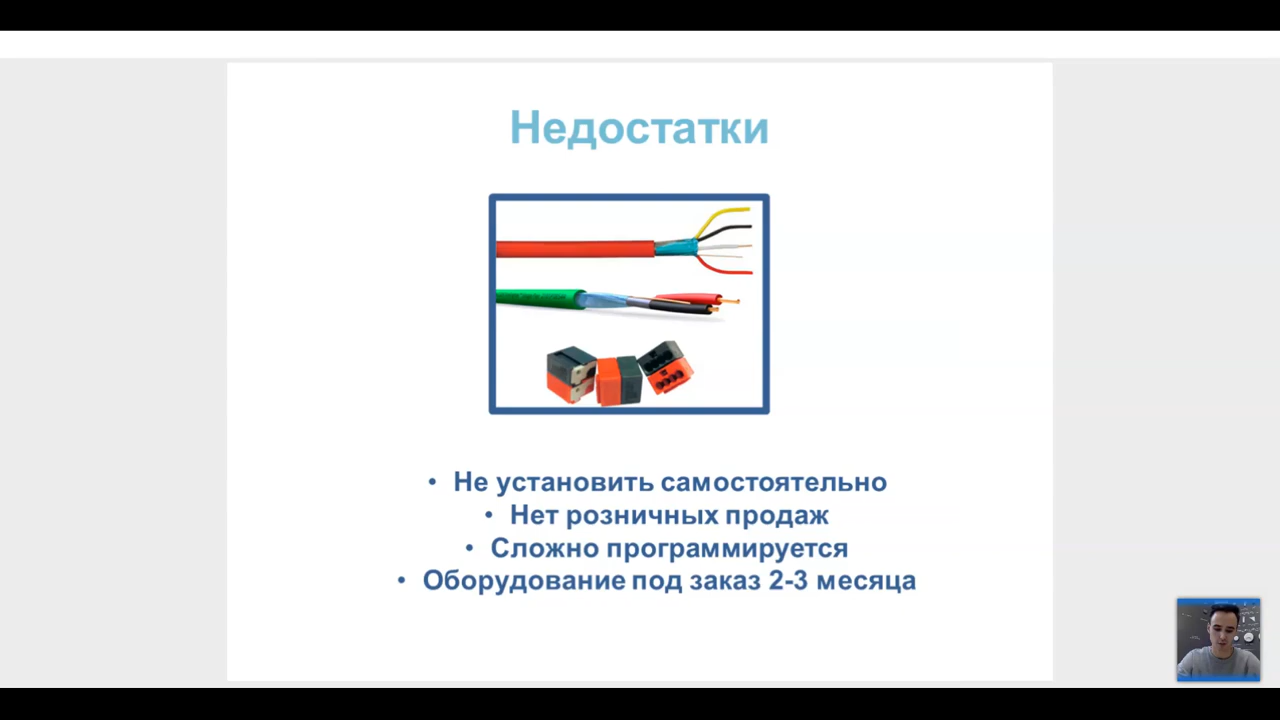 Недостатки
• Не установить самостоятельно
• Нет розничных продаж
• Сложно программируется
• Оборудование под заказ 2-3 месяца